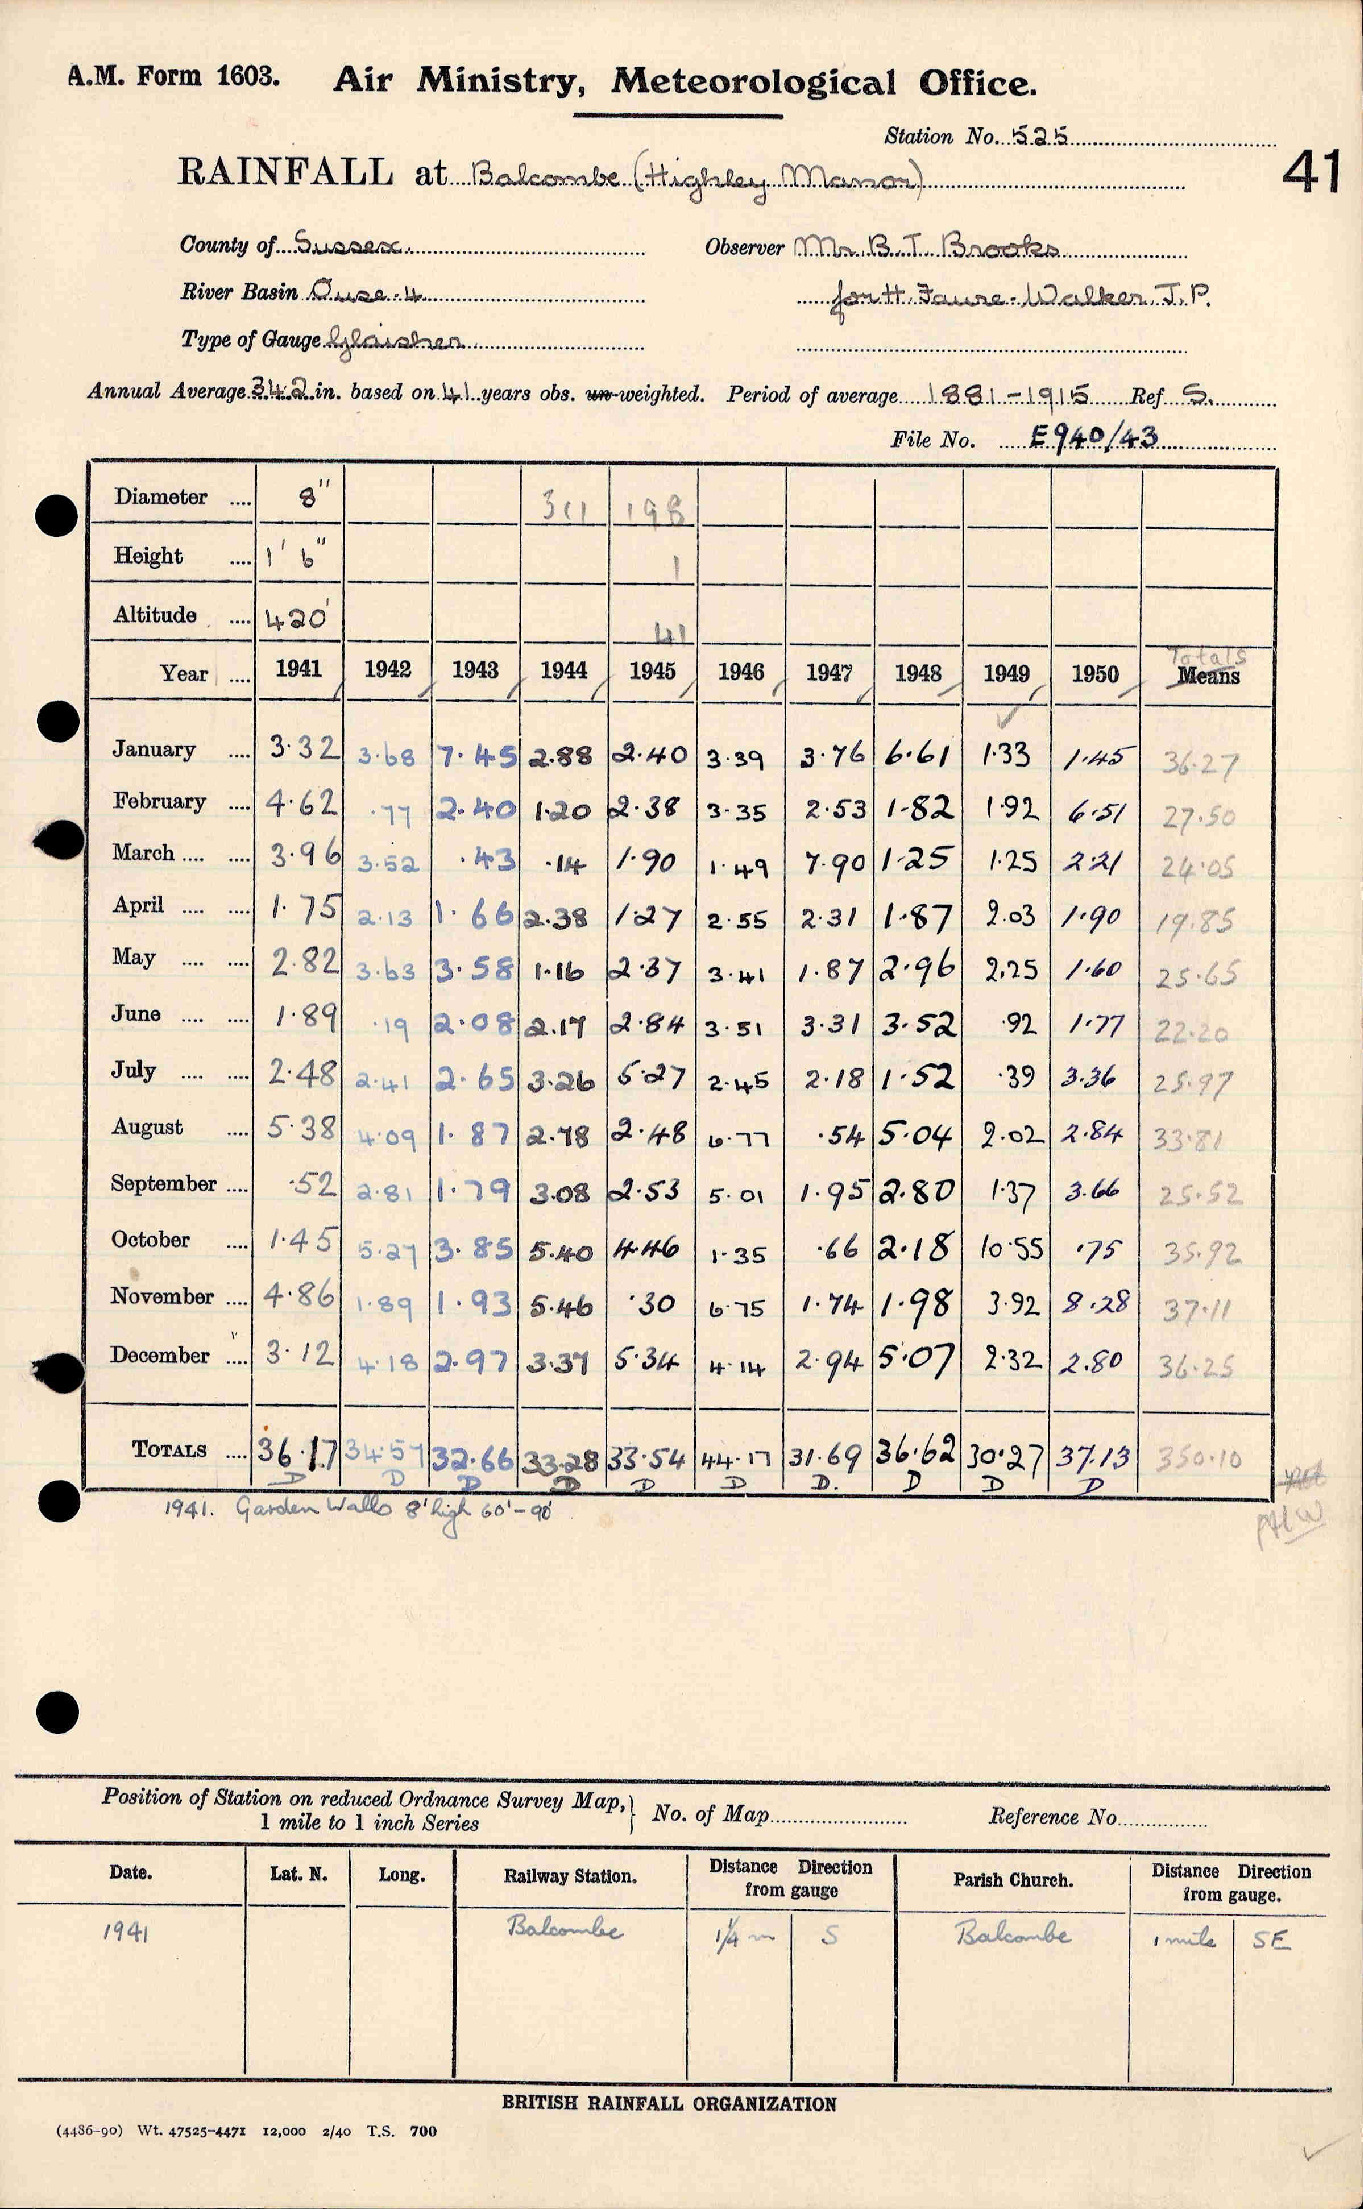 A.M. Form 1603. Air Ministry, Meteorological Office.
Station No. 525
41
RAINFALL at Balcombe (Highley Manor)
County of Sussex. Observer Mr. B. T. Brooks
River Basin Ouse. 4 for H. Faure-Walker J.P.
Type of Gauge Glaisher
Annual Average 34.2 in. based on 41 years obs. un-weighted. Period of average 1881-1915 Ref S.
File No. E940/43
Diameter .... 8" 311 198
Height .... 1' 6" 1
Altitude .... 420' 41
Totals
Year .... 1941 1942 1943 1944 1945 1946 1947 1948 1949 1950 Means
January .... 3.32 3.68 7.45 2.88 2.40 3.39 3.76 6.61 1.33 1.45 36.27
February .... 4.62 .77 2.40 1.20 2.38 3.35 2.53 1.82 1.92 6.51 27.50
March .... .... 3.96 3.52 .43 .14 1.90 1.49 7.90 1.25 1.25 2.21 24.05
April .... .... 1.75 2.13 1.66 2.38 1.27 2.55 2.31 1.87 2.03 1.90 19.85
May .... .... 2.82 3.63 3.58 1.16 2.37 3.41 1.87 2.96 2.25 1.60 25.65
June .... .... 1.89 .19 2.08 2.17 2.84 3.51 3.31 3.52 .92 1.77 22.20
July .... .... 2.48 2.41 2.65 3.26 5.27 2.45 2.18 1.52 .39 3.36 25.97
August .... 5.38 4.09 1.87 2.78 2.48 6.77 .54 5.04 2.02 2.84 33.81
September .... .52 2.81 1.79 3.08 2.53 5.01 1.95 2.80 1.37 3.66 25.52
October .... 1.45 5.27 3.85 5.40 4.46 1.35 .66 2.18 10.55 .75 35.92
November .... 4.86 1.89 1.93 5.46 .30 6.75 1.74 1.98 3.92 8.28 37.11
December .... 3.12 4.18 2.97 3.37 5.34 4.14 2.94 5.07 2.32 2.80 36.25
TOTALS .... 36.17 34.57 32.66 33.28 33.54 44.17 31.69 36.62 30.27 37.13 350.10
D D D D D D D. D D D
1941. Garden Walls 8' high 60'-90'
Position of Station on reduced Ordnance Survey Map,} No. of Map Reference No.
1 mile to 1 inch Series
Date. Lat. N. Long. Railway Station. Distance Direction from gauge Parish Church. Distance Direction from gauge.
1941 Balcombe 1¼ m S Balcombe 1 mile SE
BRITISH RAINFALL ORGANIZATION
(4486-90) Wt. 47525-4471 12,000 2/40 T.S. 700